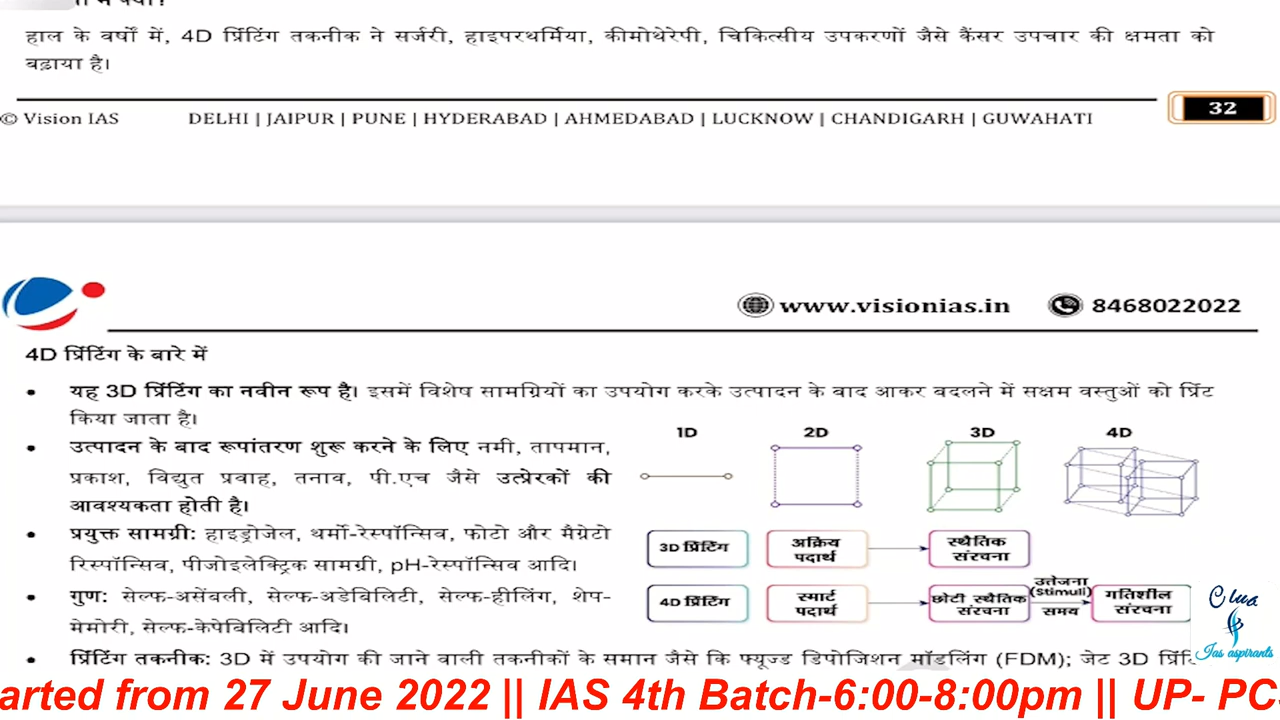 हाल के वर्षों में, 4D प्रिंटिंग तकनीक ने सर्जरी, हाइपरथर्मिया, कीमोथेरेपी, चिकित्सीय उपकरणों जैसे कैंसर उपचार की क्षमता को
बढ़ाया है।
© Vision IAS DELHI | JAIPUR | PUNE | HYDERABAD | AHMEDABAD | LUCKNOW | CHANDIGARH | GUWAHATI 32
www.visionias.in 8468022022
4D प्रिंटिंग के बारे में
• यह 3D प्रिंटिंग का नवीन रूप है। इसमें विशेष सामग्रियों का उपयोग करके उत्पादन के बाद आकर बदलने में सक्षम वस्तुओं को प्रिंट
किया जाता है।
• उत्पादन के बाद रूपांतरण शुरू करने के लिए नमी, तापमान,
प्रकाश, विद्युत प्रवाह, तनाव, पी.एच जैसे उत्प्रेरकों की
आवश्यकता होती है।
• प्रयुक्त सामग्री: हाइड्रोजेल, थर्मो-रेस्पॉन्सिव, फोटो और मैग्नेटो
रिस्पॉन्सिव, पीजोइलेक्ट्रिक सामग्री, pH-रेस्पॉन्सिव आदि।
• गुण: सेल्फ-असेंबली, सेल्फ-अडेबिलिटी, सेल्फ-हीलिंग, शेप-
मेमोरी, सेल्फ-केपेबिलिटी आदि।
1D 2D 3D 4D
3D प्रिंटिंग अक्रिय पदार्थ स्थैतिक संरचना
4D प्रिंटिंग स्मार्ट पदार्थ छोटी स्थैतिक संरचना उत्तेजना (Stimuli) समय गतिशील संरचना
• प्रिंटिंग तकनीक: 3D में उपयोग की जाने वाली तकनीकों के समान जैसे कि फ्यूज्ड डिपोजिशन मॉडलिंग (FDM); जेट 3D
Ias aspirants
arted from 27 June 2022 || IAS 4th Batch-6:00-8:00pm || UP- PC